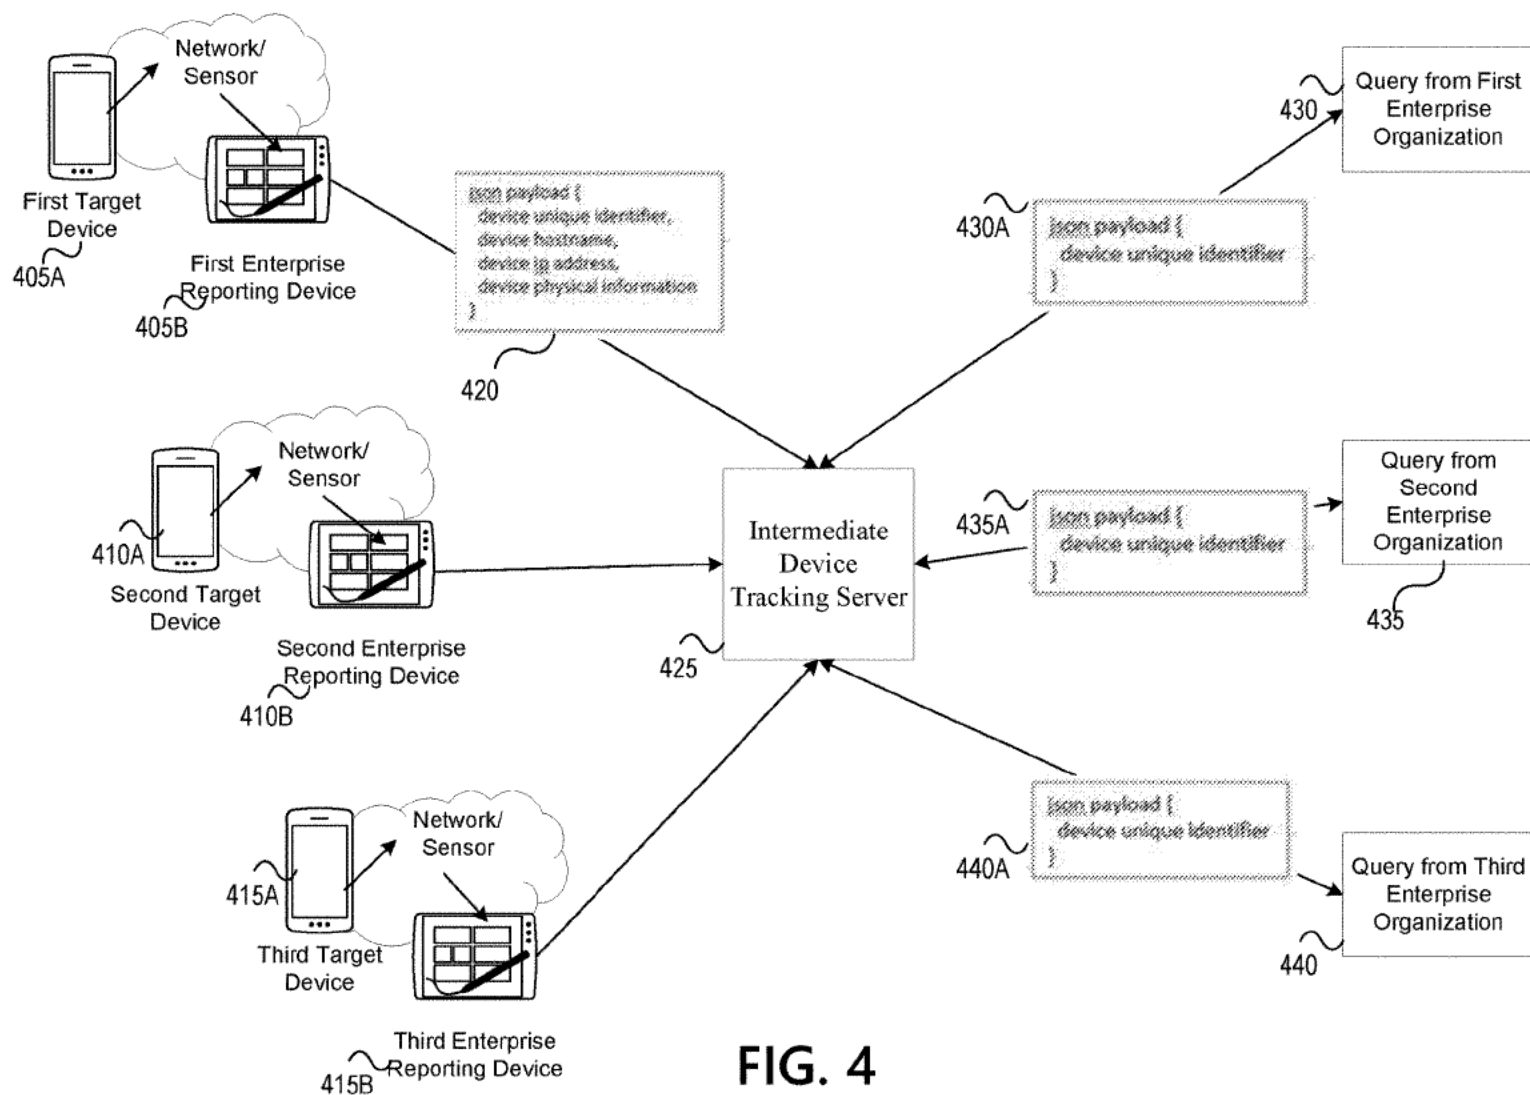 Network/
Sensor
First Target
Device
405A
First Enterprise
Reporting Device
405B
json payload {
device unique identifier,
device hostname,
device ip address,
device physical information
}
420
Query from First
Enterprise
Organization
430
430A
json payload {
device unique identifier
}
Network/
Sensor
410A
Second Target
Device
Second Enterprise
Reporting Device
410B
Intermediate
Device
Tracking Server
425
435A
json payload {
device unique identifier
}
Query from
Second
Enterprise
Organization
435
Network/
Sensor
415A
Third Target
Device
Third Enterprise
Reporting Device
415B
440A
json payload {
device unique identifier
}
Query from Third
Enterprise
Organization
440
FIG. 4